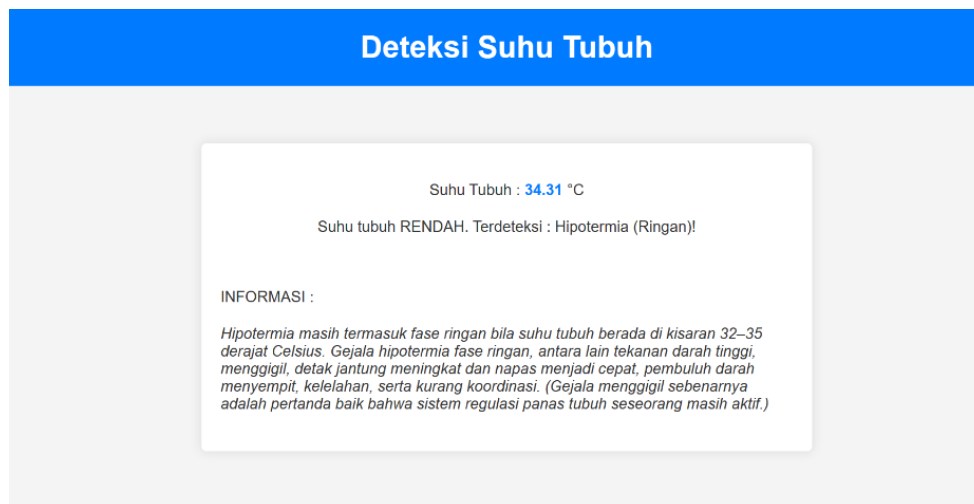 Deteksi Suhu Tubuh
Suhu Tubuh : 34.31 °C
Suhu tubuh RENDAH. Terdeteksi : Hipotermia (Ringan)!
INFORMASI :
Hipotermia masih termasuk fase ringan bila suhu tubuh berada di kisaran 32–35
derajat Celsius. Gejala hipotermia fase ringan, antara lain tekanan darah tinggi,
menggigil, detak jantung meningkat dan napas menjadi cepat, pembuluh darah
menyempit, kelelahan, serta kurang koordinasi. (Gejala menggigil sebenarnya
adalah pertanda baik bahwa sistem regulasi panas tubuh seseorang masih aktif.)